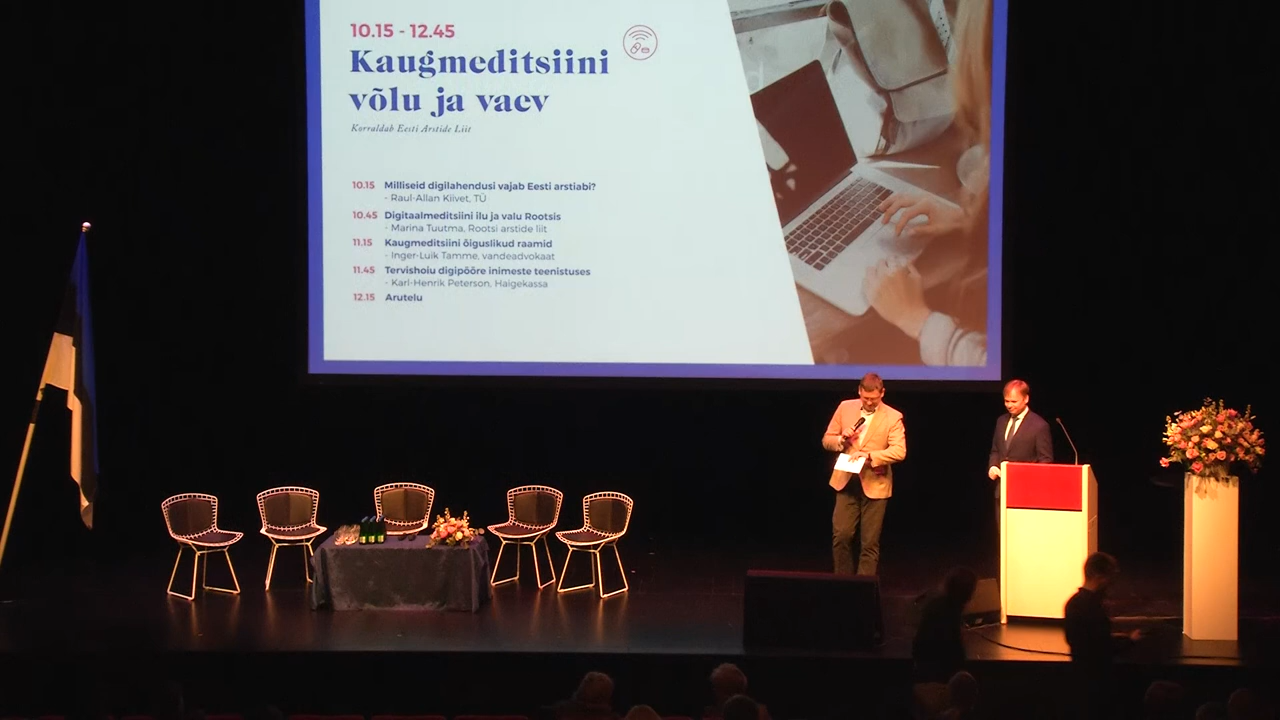 10.15 - 12.45
Kaugmeditsiini
võlu ja vaev
Korraldab Eesti Arstide Liit
10.15 Milliseid digilahendusi vajab Eesti arstiabi?
- Raul-Allan Kiivet, TÜ
10.45 Digitaalmeditsiini ilu ja valu Rootsis
- Marina Tuutma, Rootsi arstide liit
11.15 Kaugmeditsiini õiguslikud raamid
- Inger-Luik Tamme, vandeadvokaat
11.45 Tervishoiu digipööre inimeste teenistuses
- Karl-Henrik Peterson, Haigekassa
12.15 Arutelu